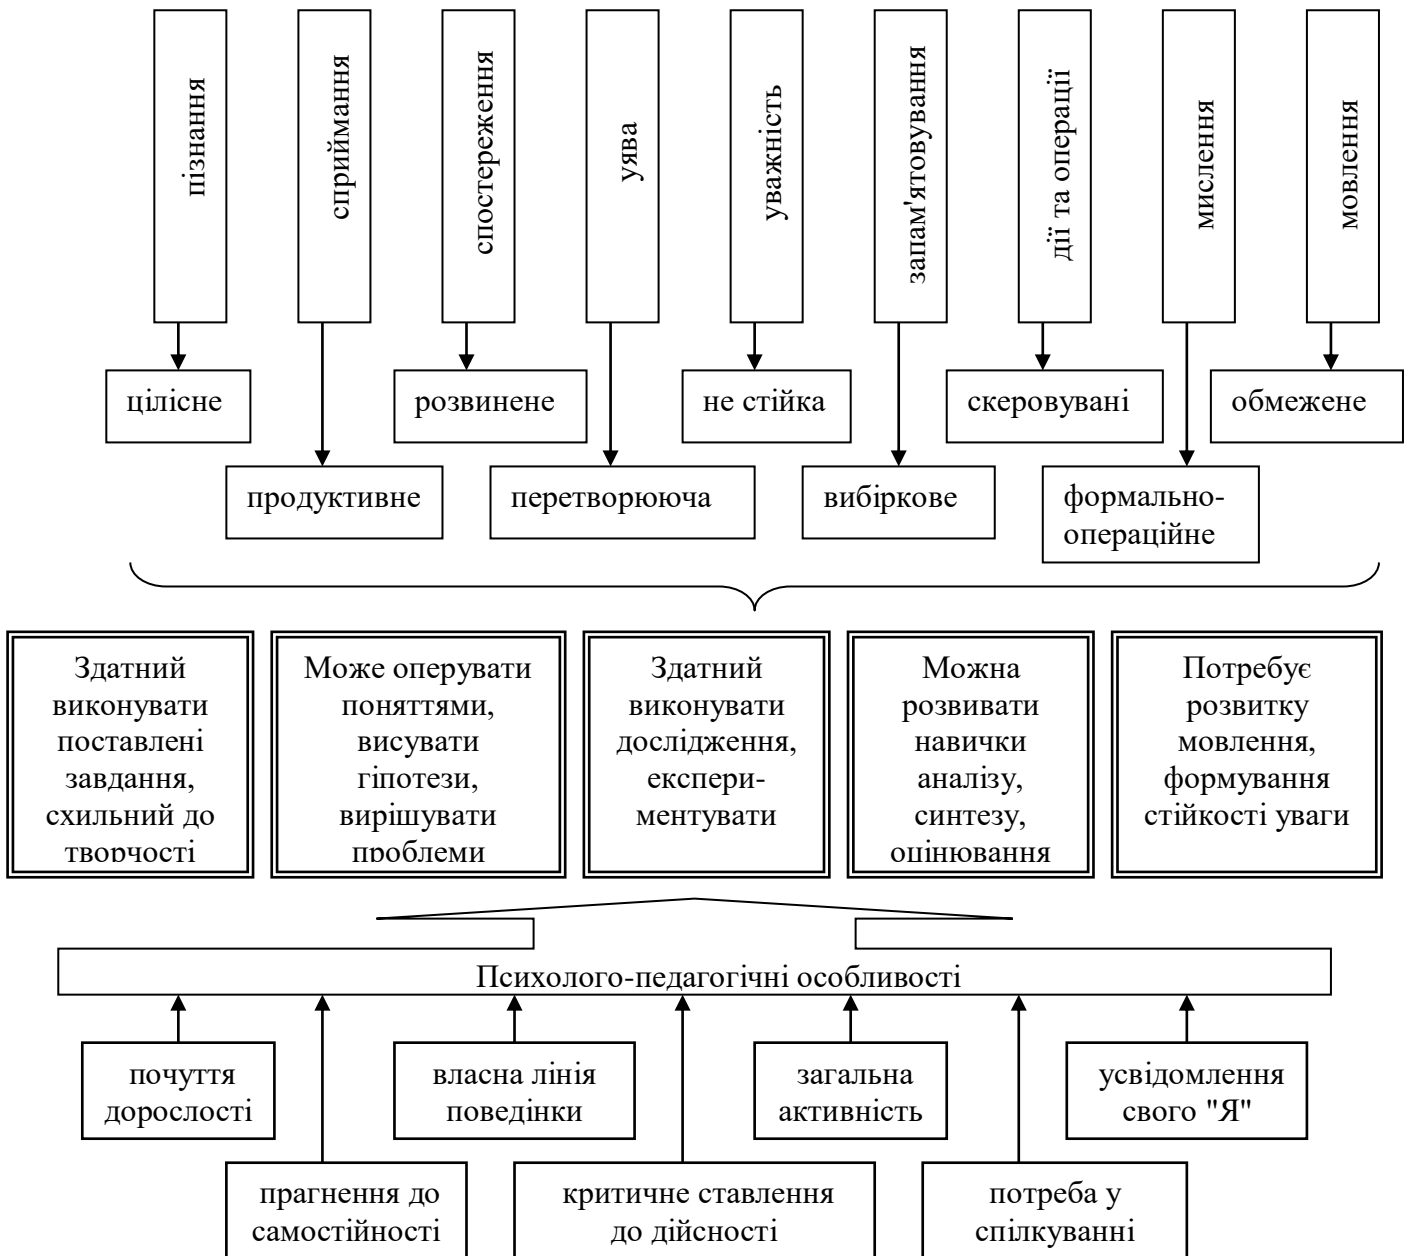 пізнання
сприймання
спостереження
уява
уважність
запам'ятовування
дії та операції
мислення
мовлення
цілісне
розвинене
не стійка
скеровувані
обмежене
продуктивне
перетворююча
вибіркове
формально-
операційне
Здатний
виконувати
поставлені
завдання,
схильний до
творчості
Може оперувати
поняттями,
висувати
гіпотези,
вирішувати
проблеми
Здатний
виконувати
дослідження,
експери-
ментувати
Можна
розвивати
навички
аналізу,
синтезу,
оцінювання
Потребує
розвитку
мовлення,
формування
стійкості уваги
Психолого-педагогічні особливості
почуття
дорослості
власна лінія
поведінки
загальна
активність
усвідомлення
свого "Я"
прагнення до
самостійності
критичне ставлення
до дійсності
потреба у
спілкуванні